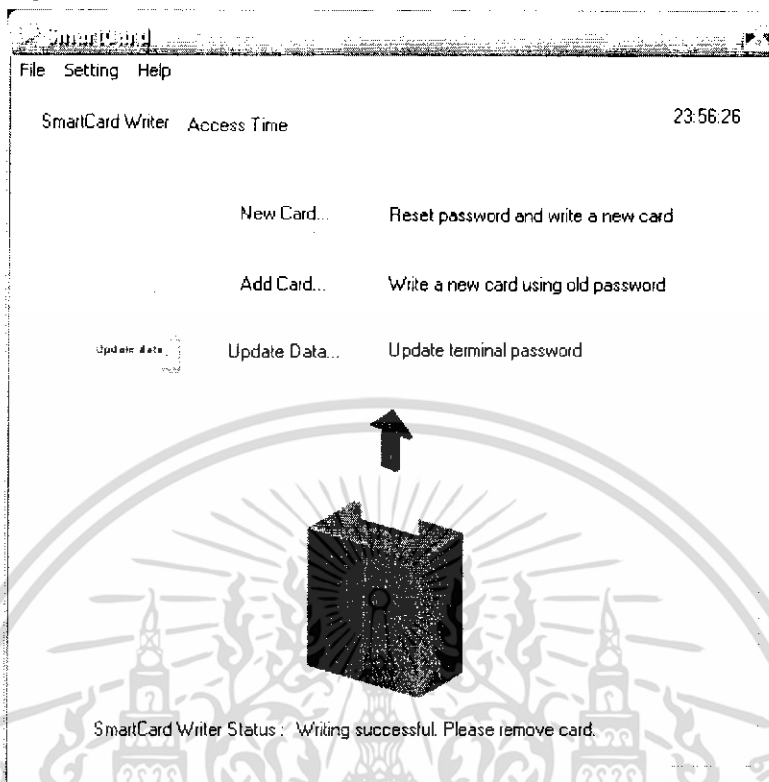 SmartCard
File Setting Help
SmartCard Writer Access Time 23:56:26
New Card... Reset password and write a new card
Add Card... Write a new card using old password
Update data Update Data... Update terminal password
SmartCard Writer Status : Writing successful. Please remove card.